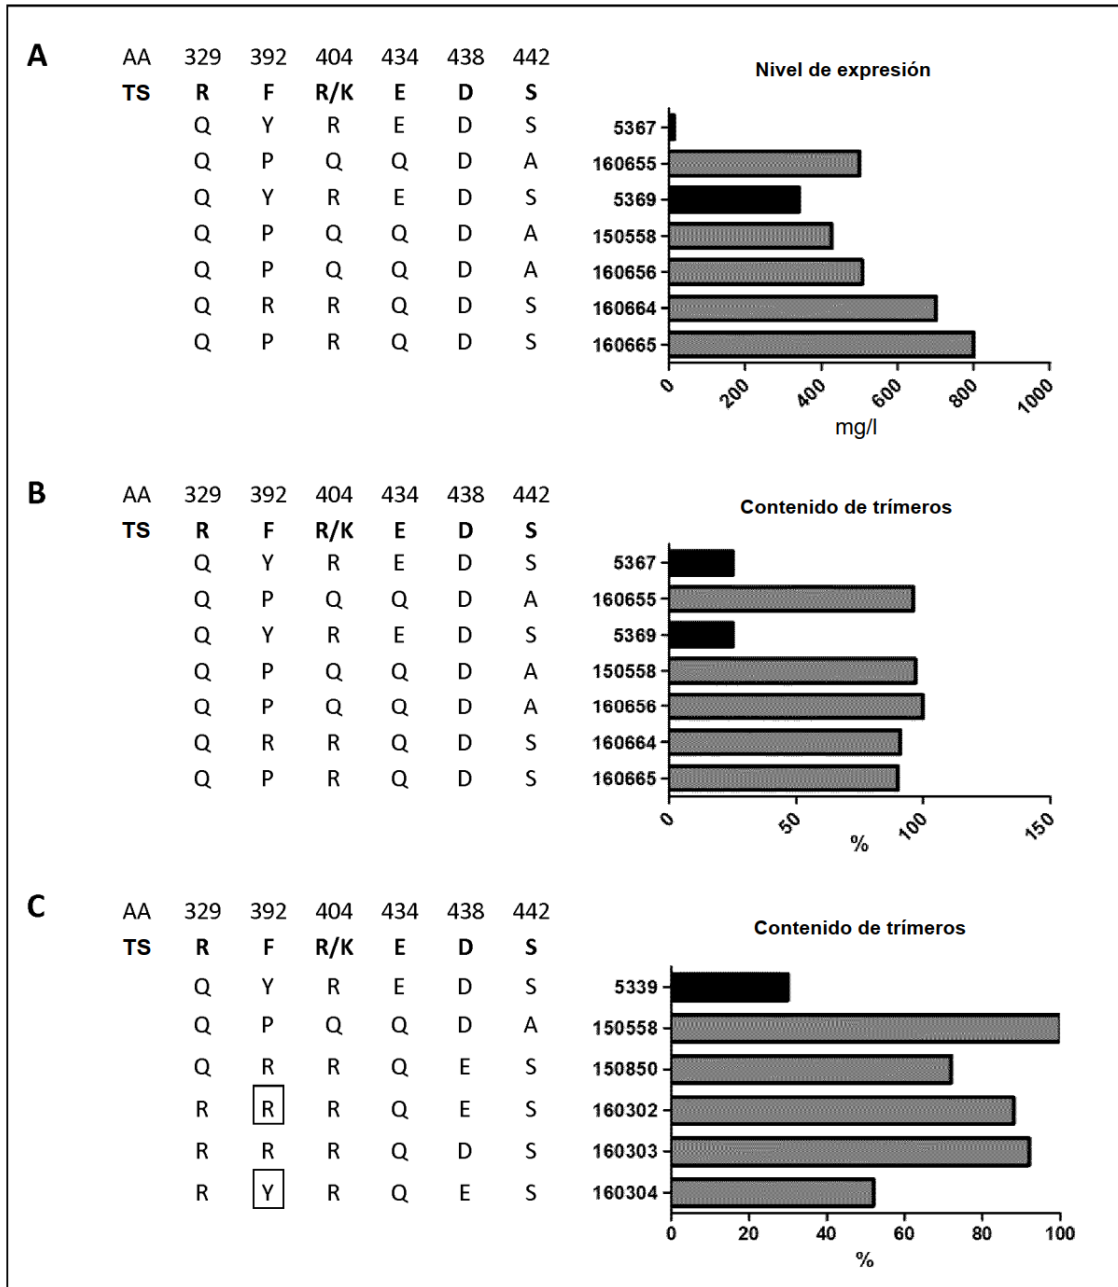 A
AA 329 392 404 434 438 442
TS R F R/K E D S
Nivel de expresión
Q Y R E D S 5367
Q P Q Q D A 160655
Q Y R E D S 5369
Q P Q Q D A 150558
Q P Q Q D A 160656
Q R R Q D S 160664
Q P R Q D S 160665
0 200 400 600 800 1000
mg/l
B
AA 329 392 404 434 438 442
TS R F R/K E D S
Contenido de trímeros
Q Y R E D S 5367
Q P Q Q D A 160655
Q Y R E D S 5369
Q P Q Q D A 150558
Q P Q Q D A 160656
Q R R Q D S 160664
Q P R Q D S 160665
0 50 100 150
%
C
AA 329 392 404 434 438 442
TS R F R/K E D S
Contenido de trímeros
Q Y R E D S 5339
Q P Q Q D A 150558
Q R R Q E S 150850
R R R Q E S 160302
R R R Q D S 160303
R Y R Q E S 160304
0 20 40 60 80 100
%